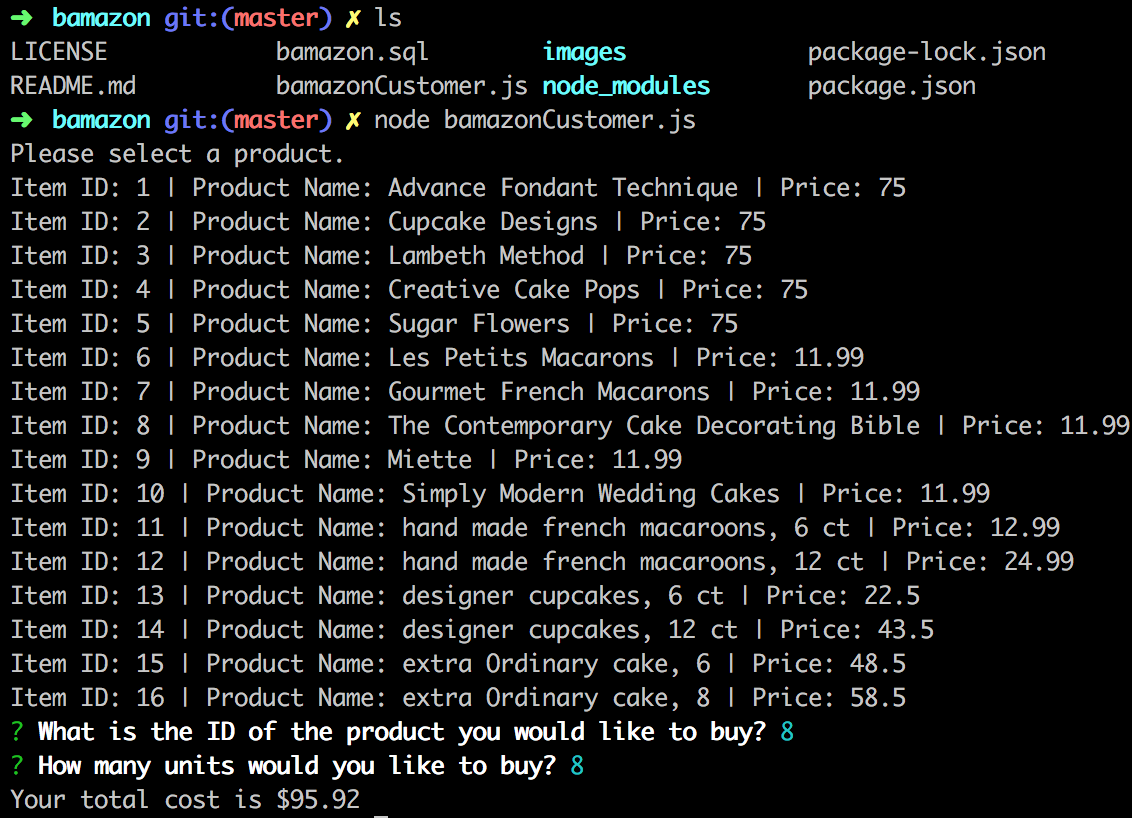 ➜ bamazon git:(master) ✗ ls
LICENSE bamazon.sql images package-lock.json
README.md bamazonCustomer.js node_modules package.json
➜ bamazon git:(master) ✗ node bamazonCustomer.js
Please select a product.
Item ID: 1 | Product Name: Advance Fondant Technique | Price: 75
Item ID: 2 | Product Name: Cupcake Designs | Price: 75
Item ID: 3 | Product Name: Lambeth Method | Price: 75
Item ID: 4 | Product Name: Creative Cake Pops | Price: 75
Item ID: 5 | Product Name: Sugar Flowers | Price: 75
Item ID: 6 | Product Name: Les Petits Macarons | Price: 11.99
Item ID: 7 | Product Name: Gourmet French Macarons | Price: 11.99
Item ID: 8 | Product Name: The Contemporary Cake Decorating Bible | Price: 11.99
Item ID: 9 | Product Name: Miette | Price: 11.99
Item ID: 10 | Product Name: Simply Modern Wedding Cakes | Price: 11.99
Item ID: 11 | Product Name: hand made french macaroons, 6 ct | Price: 12.99
Item ID: 12 | Product Name: hand made french macaroons, 12 ct | Price: 24.99
Item ID: 13 | Product Name: designer cupcakes, 6 ct | Price: 22.5
Item ID: 14 | Product Name: designer cupcakes, 12 ct | Price: 43.5
Item ID: 15 | Product Name: extra Ordinary cake, 6 | Price: 48.5
Item ID: 16 | Product Name: extra Ordinary cake, 8 | Price: 58.5
? What is the ID of the product you would like to buy? 8
? How many units would you like to buy? 8
Your total cost is $95.92